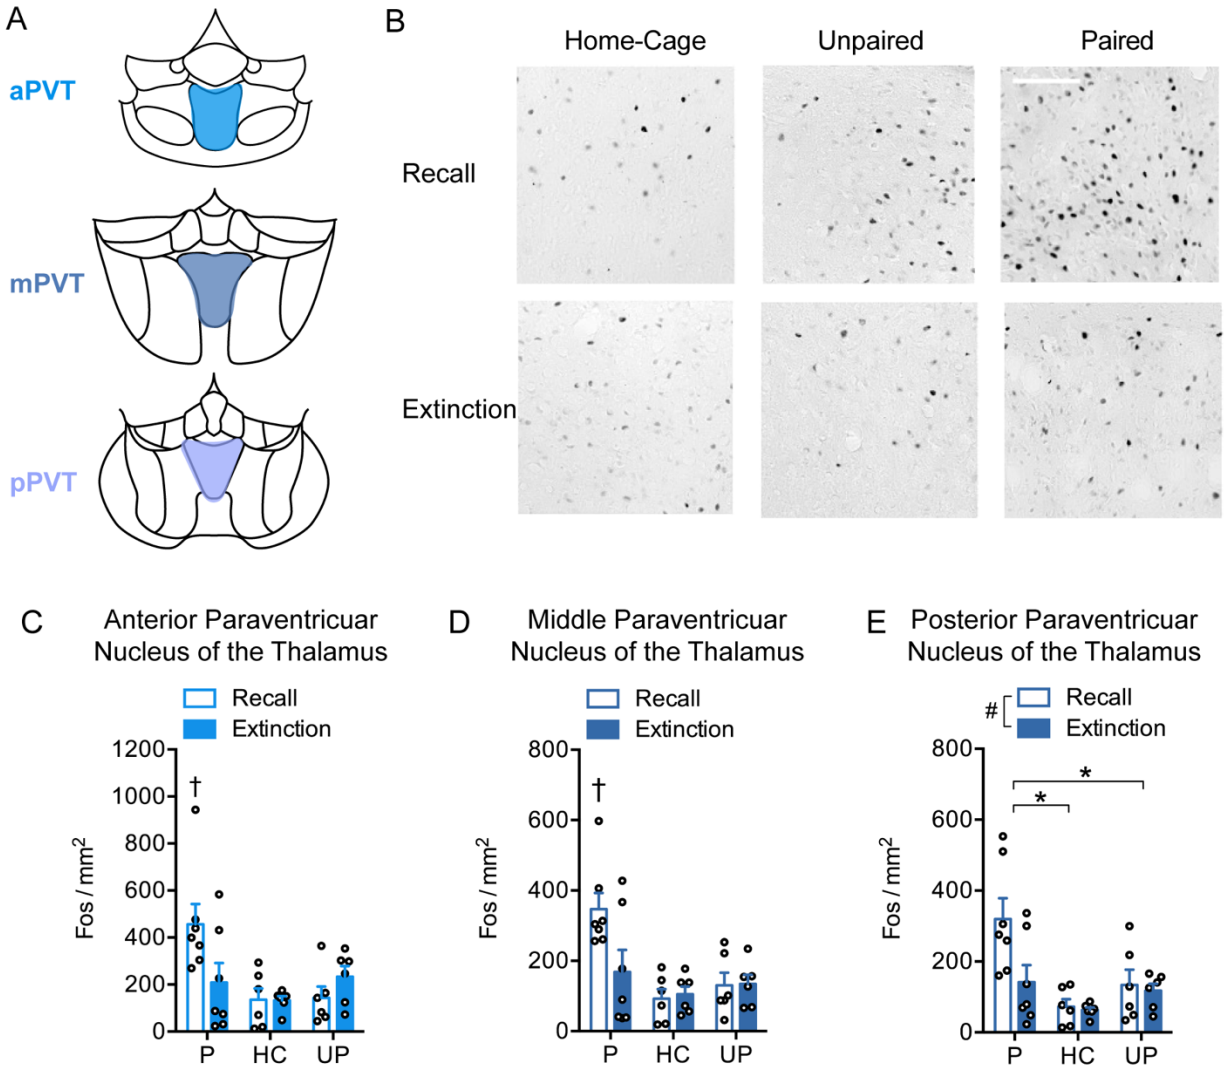 A
aPVT
mPVT
pPVT
B
Home-Cage
Unpaired
Paired
Recall
Extinction
C
Anterior Paraventricuar
Nucleus of the Thalamus
Recall
Extinction
1200
1000
800
600
400
200
0
Fos / mm²
†
P
HC
UP
D
Middle Paraventricuar
Nucleus of the Thalamus
Recall
Extinction
800
600
400
200
0
Fos / mm²
†
P
HC
UP
E
Posterior Paraventricuar
Nucleus of the Thalamus
#
Recall
Extinction
800
600
400
200
0
Fos / mm²
*
*
P
HC
UP